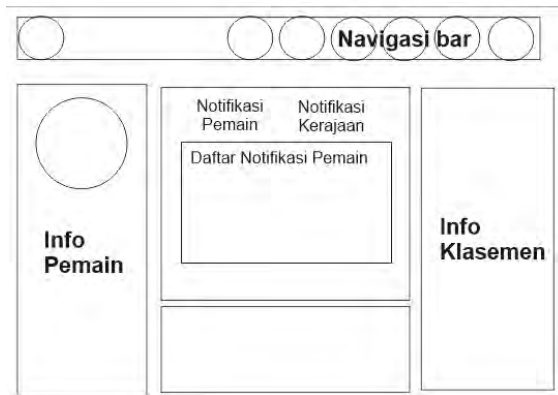 Navigasi bar
Notifikasi
Pemain
Notifikasi
Kerajaan
Daftar Notifikasi Pemain
Info
Pemain
Info
Klasemen